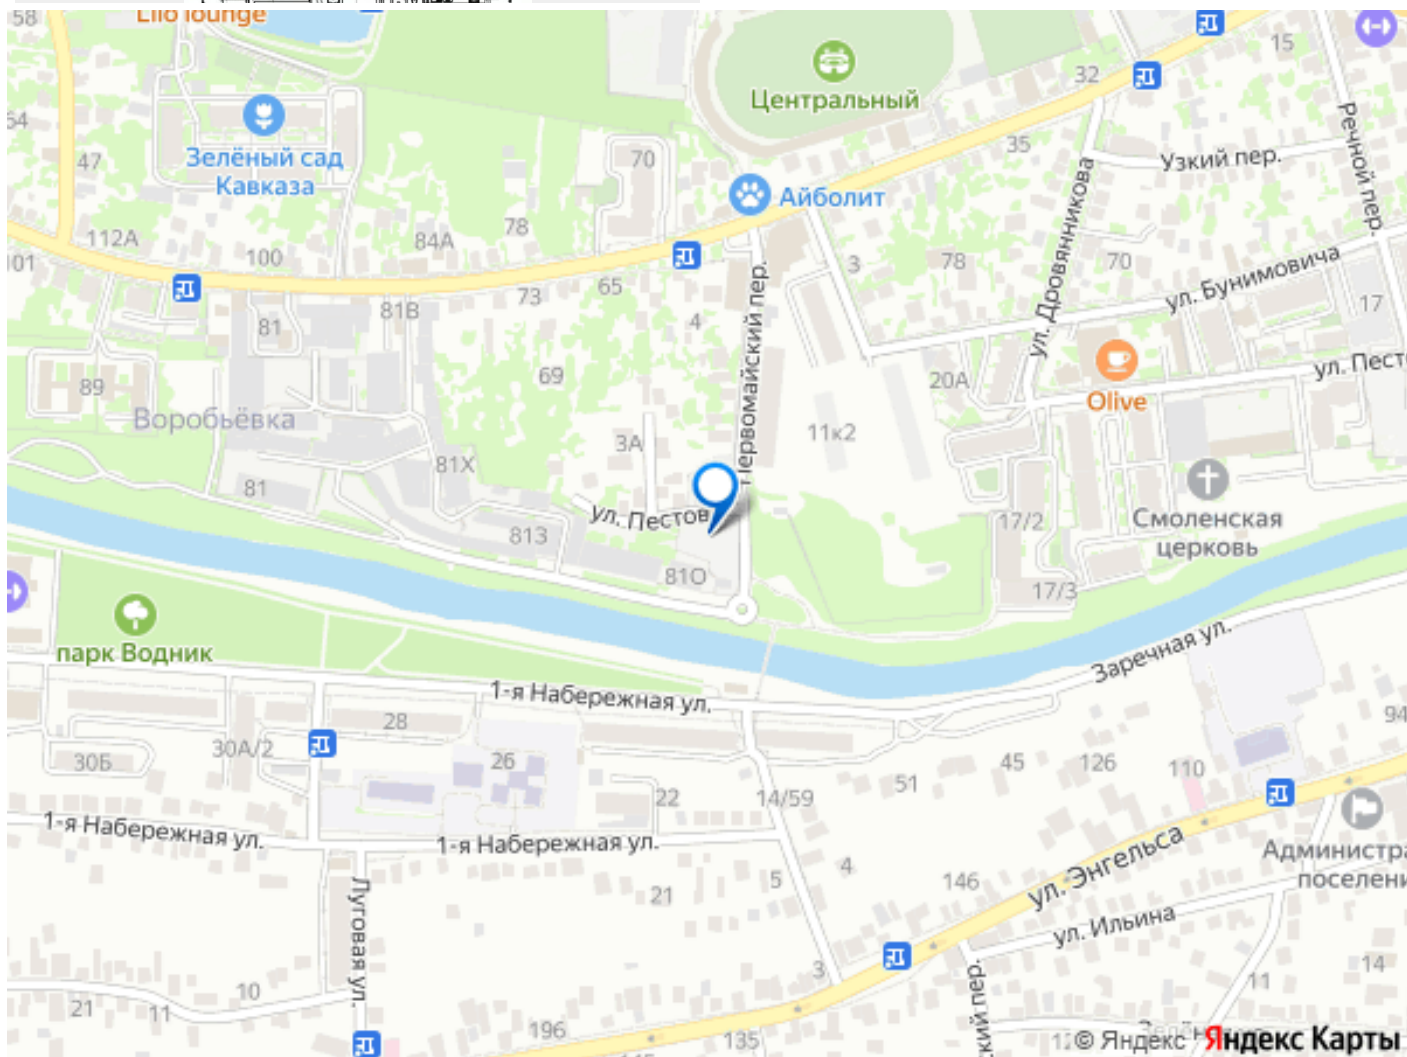 58
Lilo lounge
15
Центральный
32
54
Зелёный сад
Кавказа
47
70
35
Узкий пер.
Речной пер.
Айболит
ул. Дровянникова
112А
100
84А
78
101
3
78
70
ул. Бунимовича
73
65
81В
81
4
17
Первомайский пер.
69
89
20А
Olive
ул. Пест
Воробьёвка
3А
11к2
81Х
81
ул. Пестов
813
17/2
Смоленская
церковь
81О
17/3
парк Водник
Заречная ул.
1-я Набережная ул.
28
30А/2
30Б
26
94
45
126
110
51
22
14/59
1-я Набережная ул.
1-я Набережная ул.
ул. Энгельса
Администра
поселени
4
5
146
21
Луговая ул.
ул. Ильина
3
14
11
10
21
11
ский пер.
196
135
© Яндекс Яндекс Карты